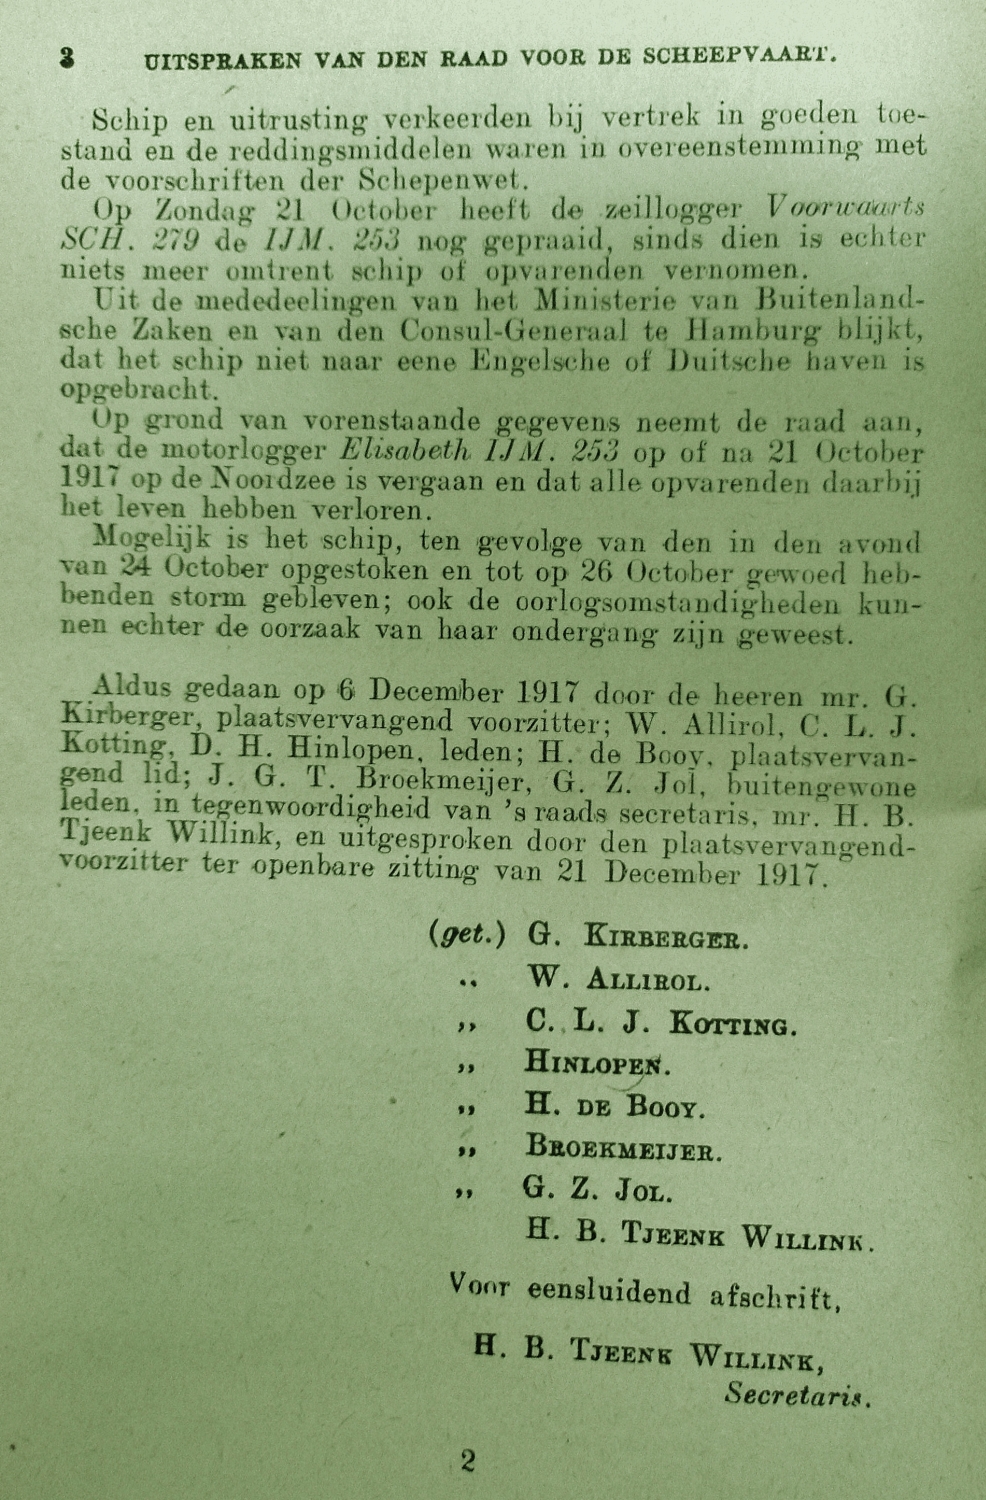 3 UITSPRAKEN VAN DEN RAAD VOOR DE SCHEEPVAART.
Schip en uitrusting verkeerden bij vertrek in goeden toe-
stand en de reddingsmiddelen waren in overeenstemming met
de voorschriften der Schepenwet.
Op Zondag 21 October heeft de zeillogger Voorwaarts
SCH. 279 de IJM. 253 nog gepraaid, sinds dien is echter
niets meer omtrent schip of opvarenden vernomen.
Uit de mededeelingen van het Ministerie van Buitenland-
sche Zaken en van den Consul-Generaal te Hamburg blijkt,
dat het schip niet naar eene Engelsche of Duitsche haven is
opgebracht.
Op grond van vorenstaande gegevens neemt de raad aan,
dat de motorlogger Elisabeth IJM. 253 op of na 21 October
1917 op de Noordzee is vergaan en dat alle opvarenden daarbij
het leven hebben verloren.
Mogelijk is het schip, ten gevolge van den in den avond
van 24 October opgestoken en tot op 26 October gewoed heb-
benden storm gebleven; ook de oorlogsomstandigheden kun-
nen echter de oorzaak van haar ondergang zijn geweest.
Aldus gedaan op 6 December 1917 door de heeren mr. G.
Kirberger, plaatsvervangend voorzitter; W. Allirol, C. L. J.
Kotting, D. H. Hinlopen, leden; H. de Booy, plaatsvervan-
gend lid; J. G. T. Broekmeijer, G. Z. Jol, buitengewone
leden, in tegenwoordigheid van 's raads secretaris, mr. H. B.
Tjeenk Willink, en uitgesproken door den plaatsvervangend-
voorzitter ter openbare zitting van 21 December 1917.
(get.) G. KIRBERGER.
„ W. ALLIROL.
„ C. L. J. KOTTING.
„ HINLOPEN.
„ H. DE BOOY.
„ BROEKMEIJER.
„ G. Z. JOL.
H. B. TJEENK WILLINK.
Voor eensluidend afschrift,
H. B. TJEENK WILLINK,
Secretaris.
2